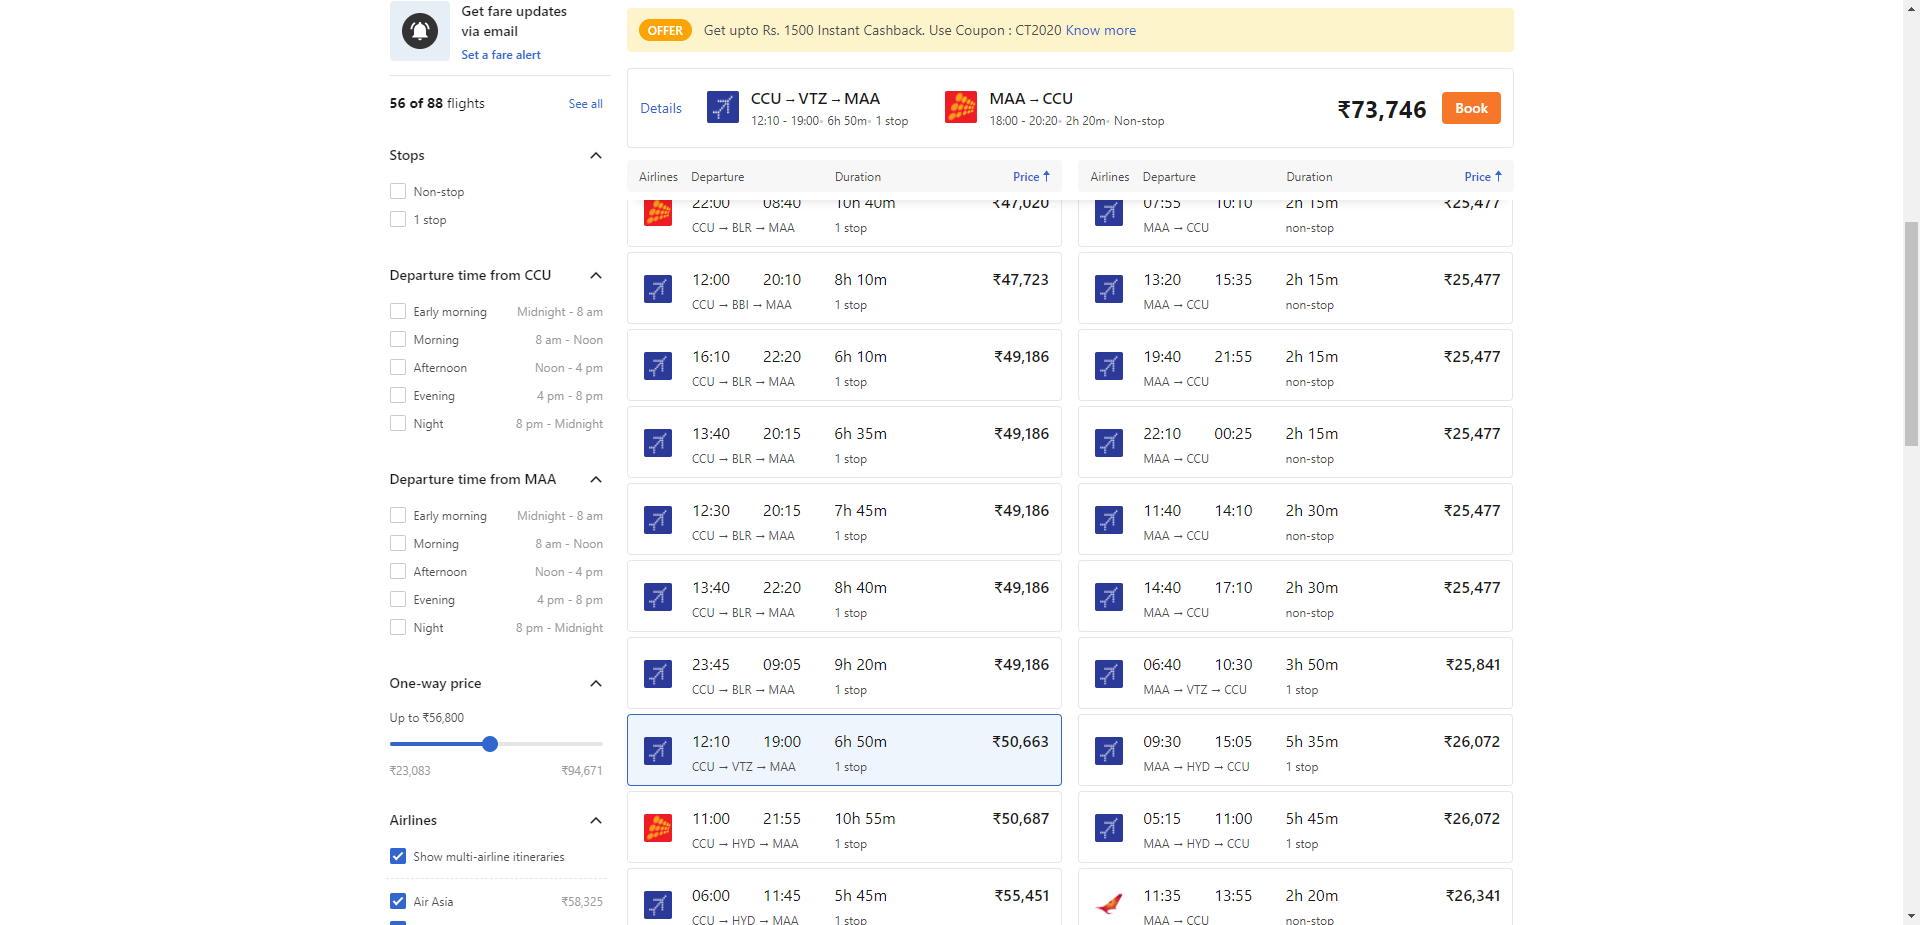 Get fare updates
via email
Set a fare alert
56 of 88 flights See all
Stops
Non-stop
1 stop
Departure time from CCU
Early morning Midnight - 8 am
Morning 8 am - Noon
Afternoon Noon - 4 pm
Evening 4 pm - 8 pm
Night 8 pm - Midnight
Departure time from MAA
Early morning Midnight - 8 am
Morning 8 am - Noon
Afternoon Noon - 4 pm
Evening 4 pm - 8 pm
Night 8 pm - Midnight
One-way price
Up to ₹56,800
₹23,083 ₹94,671
Airlines
Show multi-airline itineraries
Air Asia ₹58,325
OFFER Get upto Rs. 1500 Instant Cashback. Use Coupon : CT2020 Know more
Details
CCU → VTZ → MAA
12:10 - 19:00• 6h 50m• 1 stop
MAA → CCU
18:00 - 20:20• 2h 20m• Non-stop
₹73,746 Book
Airlines Departure Duration Price ↑
22:00 08:40 10h 40m ₹47,020
CCU → BLR → MAA 1 stop
12:00 20:10 8h 10m ₹47,723
CCU → BBI → MAA 1 stop
16:10 22:20 6h 10m ₹49,186
CCU → BLR → MAA 1 stop
13:40 20:15 6h 35m ₹49,186
CCU → BLR → MAA 1 stop
12:30 20:15 7h 45m ₹49,186
CCU → BLR → MAA 1 stop
13:40 22:20 8h 40m ₹49,186
CCU → BLR → MAA 1 stop
23:45 09:05 9h 20m ₹49,186
CCU → BLR → MAA 1 stop
12:10 19:00 6h 50m ₹50,663
CCU → VTZ → MAA 1 stop
11:00 21:55 10h 55m ₹50,687
CCU → HYD → MAA 1 stop
06:00 11:45 5h 45m ₹55,451
CCU → HYD → MAA 1 stop
Airlines Departure Duration Price ↑
07:55 10:10 2h 15m ₹25,477
MAA → CCU non-stop
13:20 15:35 2h 15m ₹25,477
MAA → CCU non-stop
19:40 21:55 2h 15m ₹25,477
MAA → CCU non-stop
22:10 00:25 2h 15m ₹25,477
MAA → CCU non-stop
11:40 14:10 2h 30m ₹25,477
MAA → CCU non-stop
14:40 17:10 2h 30m ₹25,477
MAA → CCU non-stop
06:40 10:30 3h 50m ₹25,841
MAA → VTZ → CCU 1 stop
09:30 15:05 5h 35m ₹26,072
MAA → HYD → CCU 1 stop
05:15 11:00 5h 45m ₹26,072
MAA → HYD → CCU 1 stop
11:35 13:55 2h 20m ₹26,341
MAA → CCU non-stop